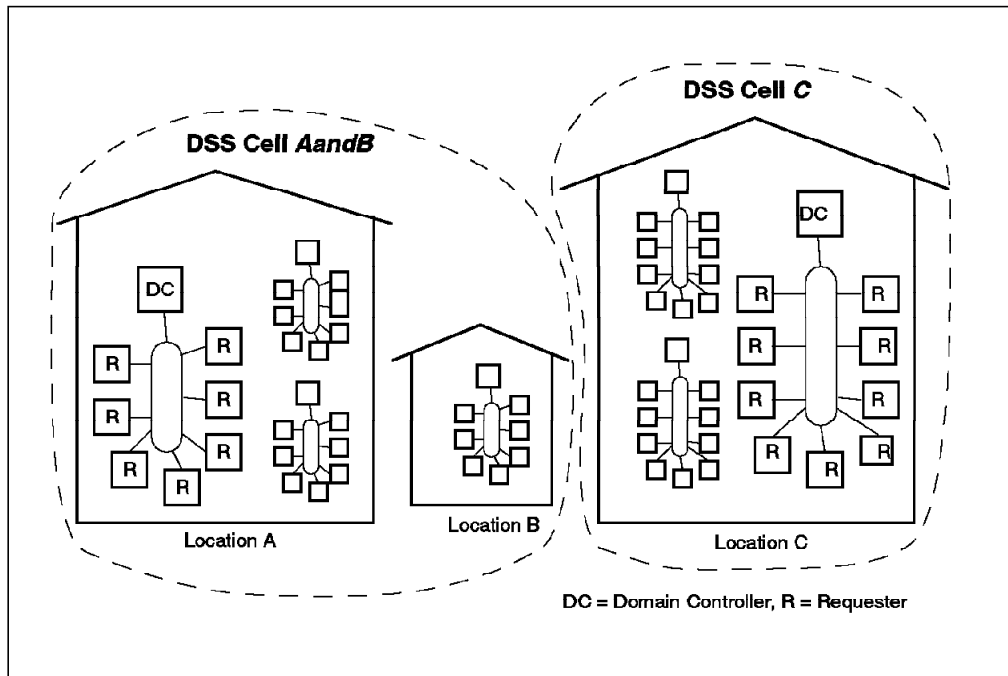 DSS Cell AandB
DSS Cell C
DC
R
R
R
R
R
R
R
R
DC
R
R
R
R
R
R
R
R
R
Location A
Location B
Location C
DC = Domain Controller, R = Requester